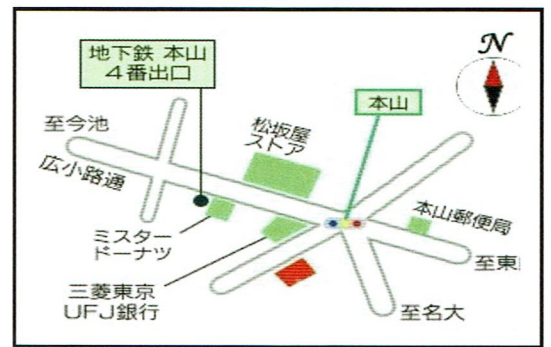 N
地下鉄 本山
4番出口
本山
至今池
松坂屋
ストア
広小路通
本山郵便局
ミスター
ドーナツ
至東
三菱東京
UFJ銀行
至名大